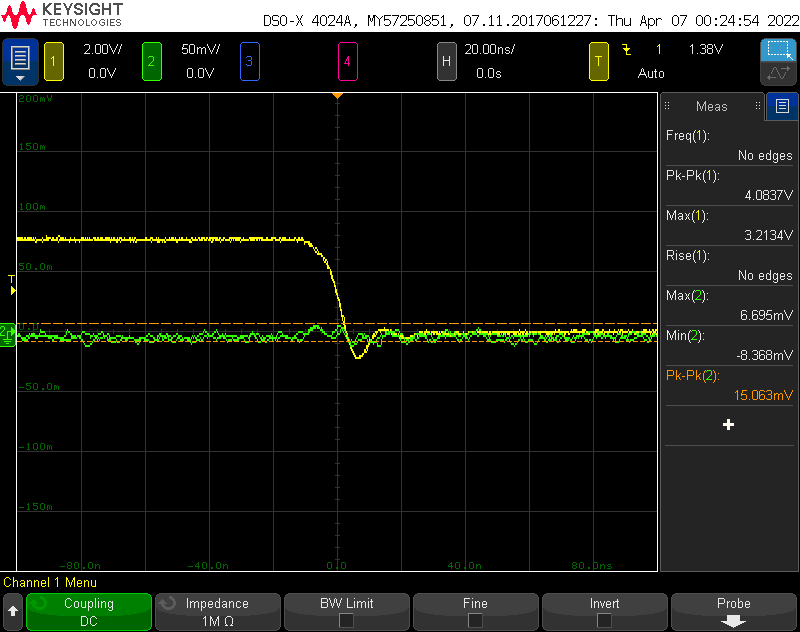 KEYSIGHT
TECHNOLOGIES
DSO-X 4024A, MY57250851, 07.11.2017061227: Thu Apr 07 00:24:54 2022
1 2.00V/ 2 50mV/ 3 4 H 20.00ns/ T 1 1.38V
0.0V 0.0V 0.0s Auto
200mV
150m
100m
50.0m
-50.0m
-100m
-150m
T
2
-80.0n -40.0n 0.0 40.0n 80.0ns
Meas
Freq(1):
No edges
Pk-Pk(1):
4.0837V
Max(1):
3.2134V
Rise(1):
No edges
Max(2):
6.695mV
Min(2):
-8.368mV
Pk-Pk(2):
15.063mV
Channel 1 Menu
Coupling Impedance BW Limit Fine Invert Probe
DC 1M Ω